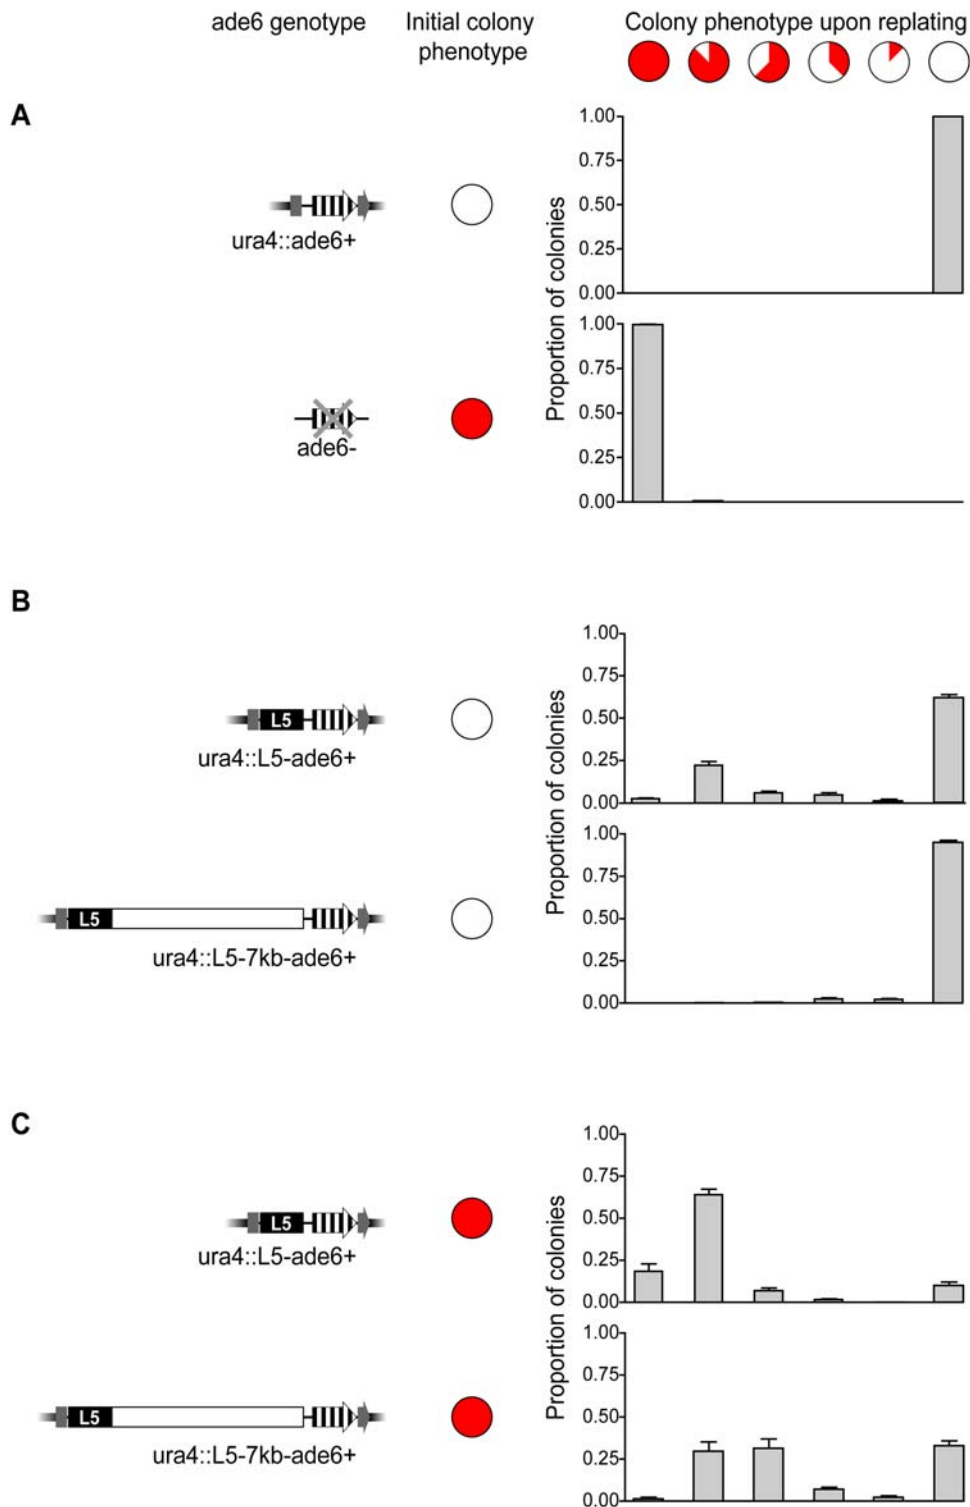 ade6 genotype
Initial colony
phenotype
Colony phenotype upon replating
A
ura4::ade6+
ade6-
Proportion of colonies
1.00
0.75
0.50
0.25
0.00
1.00
0.75
0.50
0.25
0.00
B
L5
ura4::L5-ade6+
L5
ura4::L5-7kb-ade6+
Proportion of colonies
1.00
0.75
0.50
0.25
0.00
1.00
0.75
0.50
0.25
0.00
C
L5
ura4::L5-ade6+
L5
ura4::L5-7kb-ade6+
Proportion of colonies
1.00
0.75
0.50
0.25
0.00
1.00
0.75
0.50
0.25
0.00